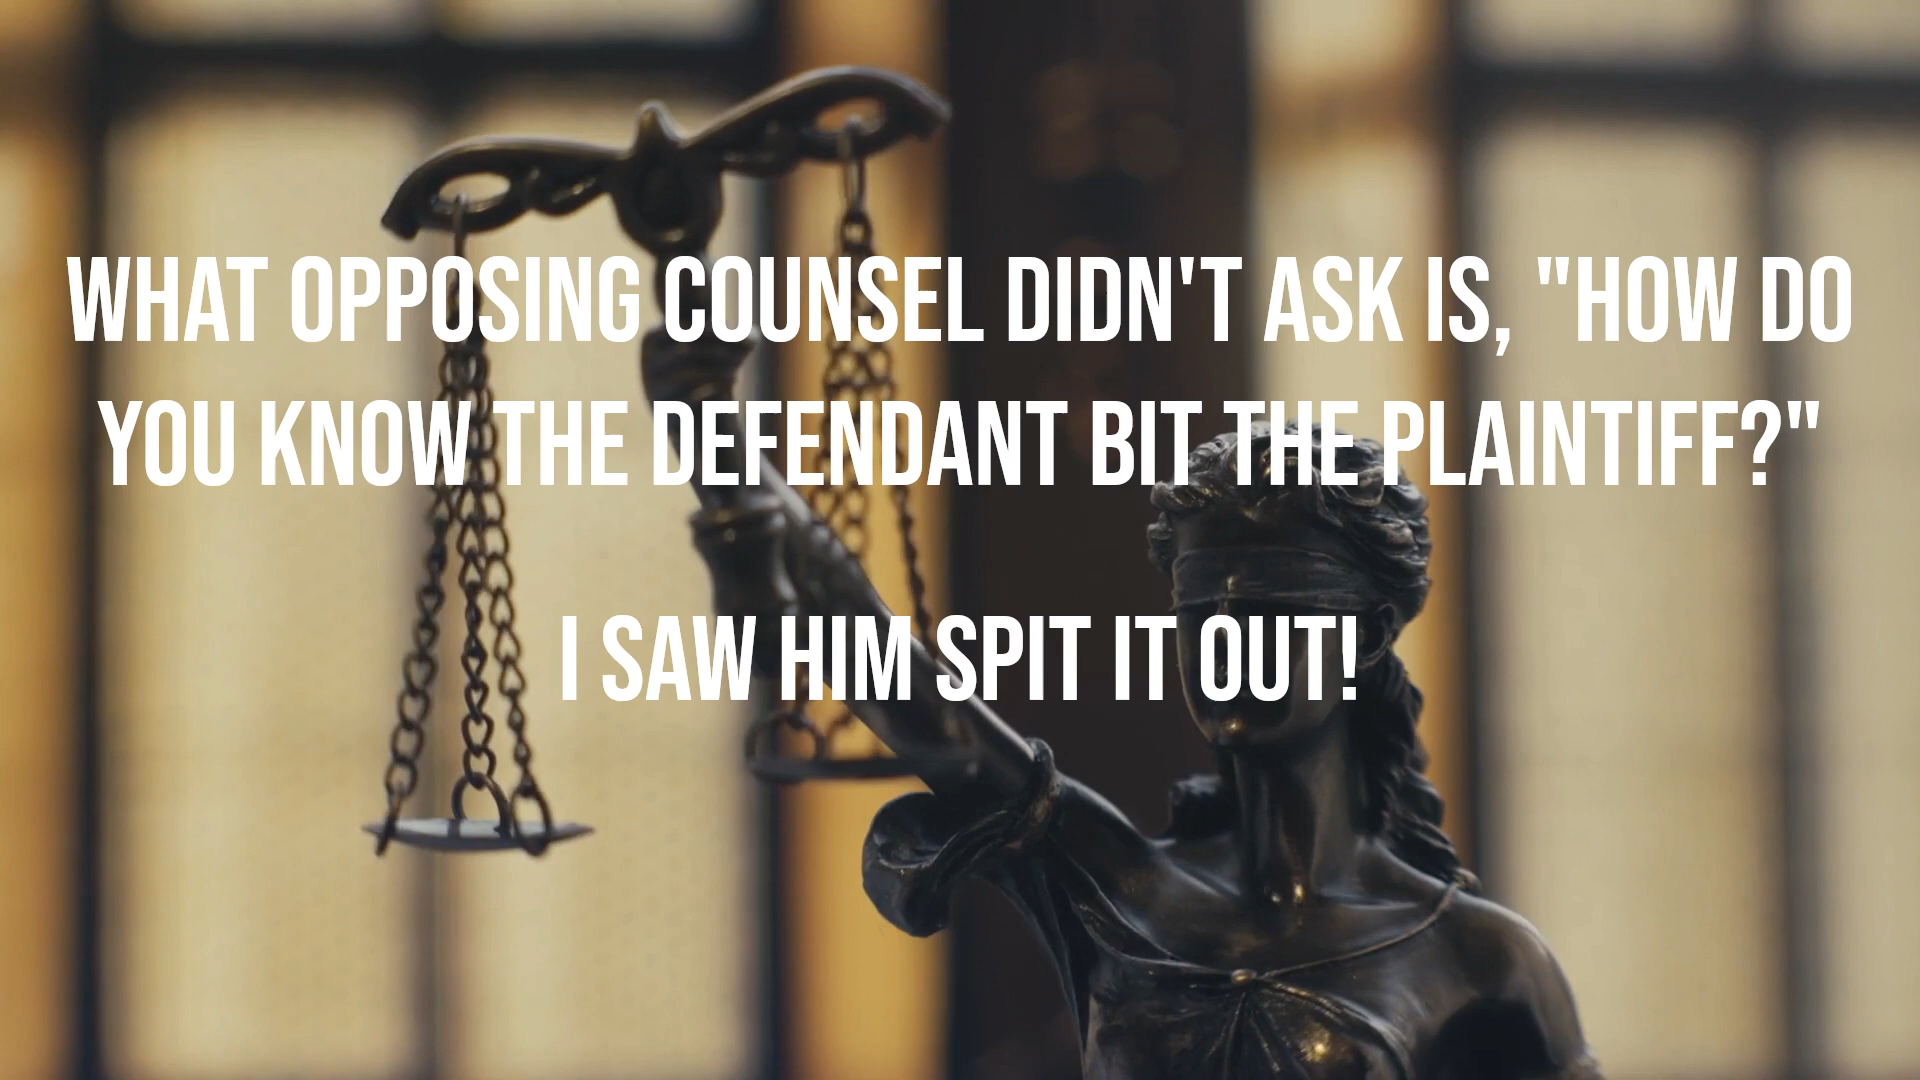 WHAT OPPOSING COUNSEL DIDN'T ASK IS, "HOW DO
YOU KNOW THE DEFENDANT BIT THE PLAINTIFF?"
I SAW HIM SPIT IT OUT!